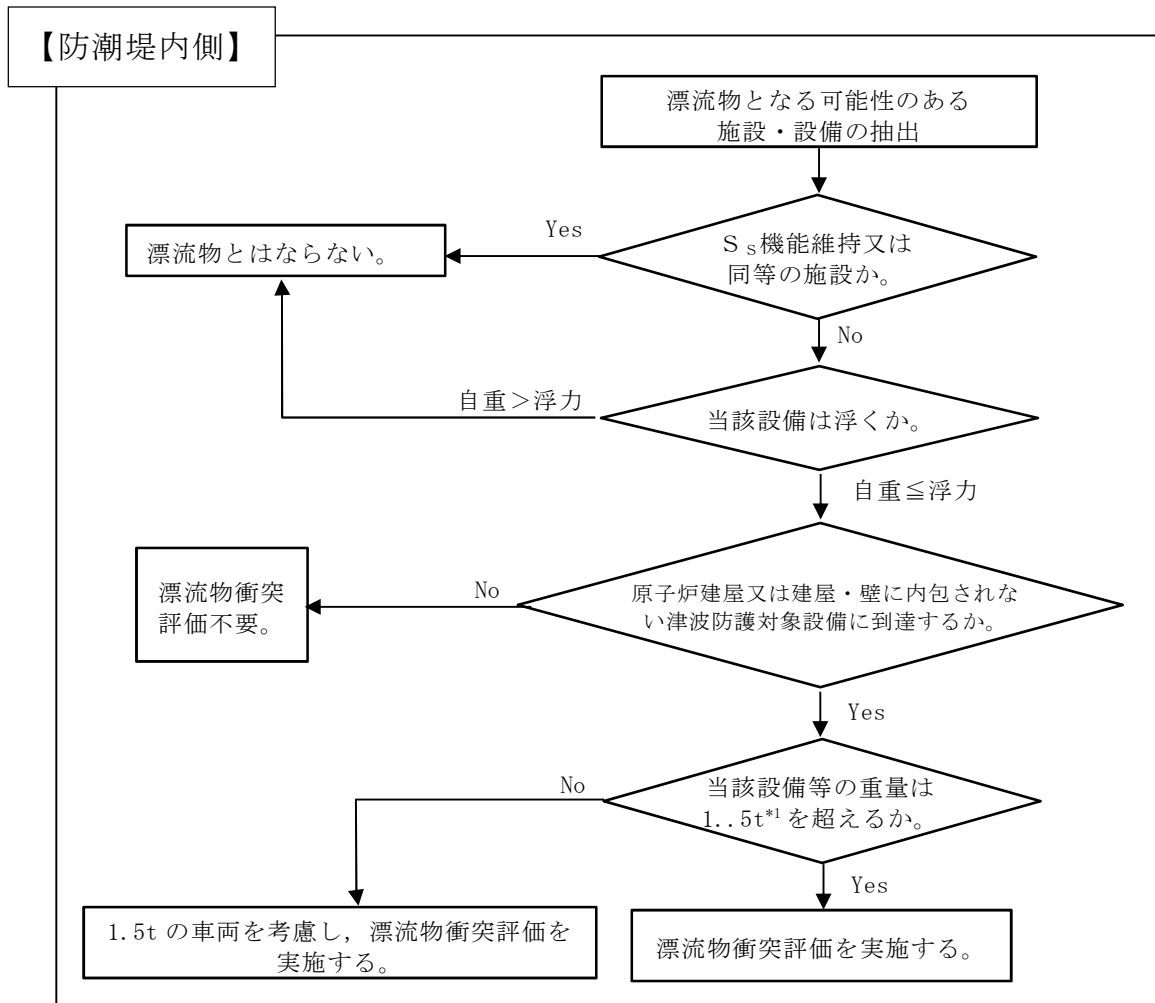 【防潮堤内側】
漂流物となる可能性のある
施設・設備の抽出
Yes
漂流物とはならない。
Ｓs機能維持又は
同等の施設か。
No
自重＞浮力
当該設備は浮くか。
自重≦浮力
漂流物衝突
評価不要。
No
原子炉建屋又は建屋・壁に内包されな
い津波防護対象設備に到達するか。
Yes
No
当該設備等の重量は
1..5t*1を超えるか。
Yes
1.5t の車両を考慮し，漂流物衝突評価を
実施する。
漂流物衝突評価を実施する。